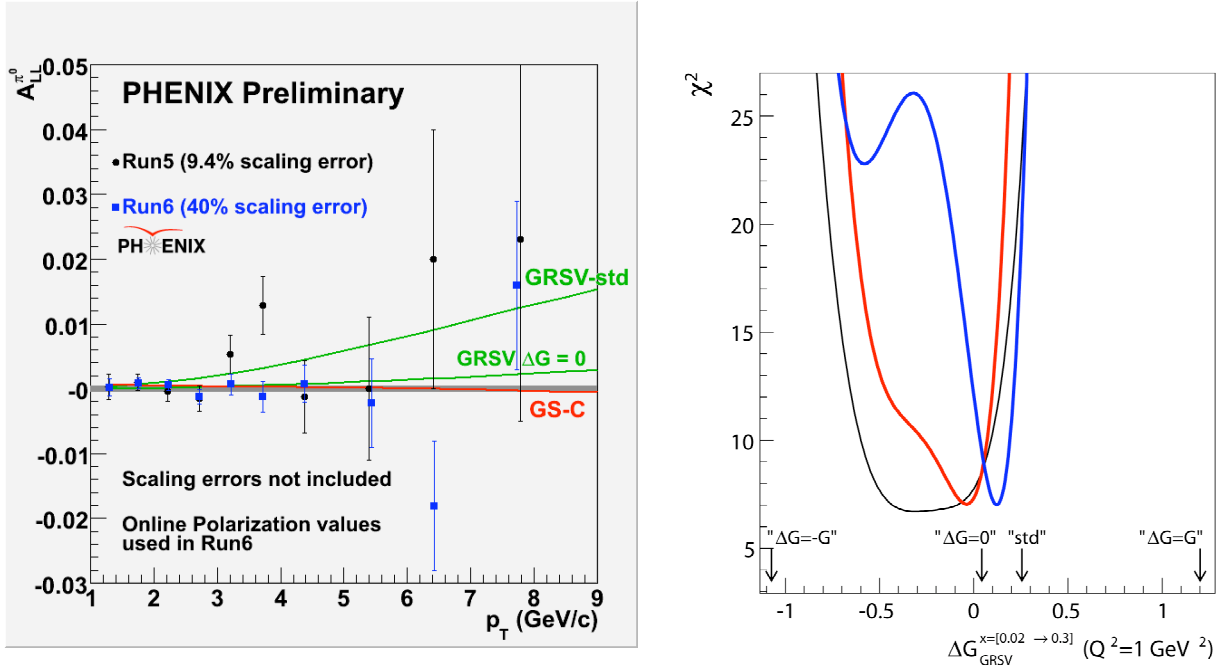 A_LL^π⁰
0.05
PHENIX Preliminary
0.04
Run5 (9.4% scaling error)
0.03
Run6 (40% scaling error)
PH ENIX
0.02
GRSV-std
0.01
GRSV ΔG = 0
-0
GS-C
-0.01
Scaling errors not included
-0.02
Online Polarization values
used in Run6
-0.03
1 2 3 4 5 6 7 8 9
p_T (GeV/c)
χ²
25
20
15
10
5
"ΔG=-G" "ΔG=0" "std" "ΔG=G"
-1 -0.5 0 0.5 1
ΔG_GRSV^x=[0.02 →0.3] (Q²=1 GeV²)